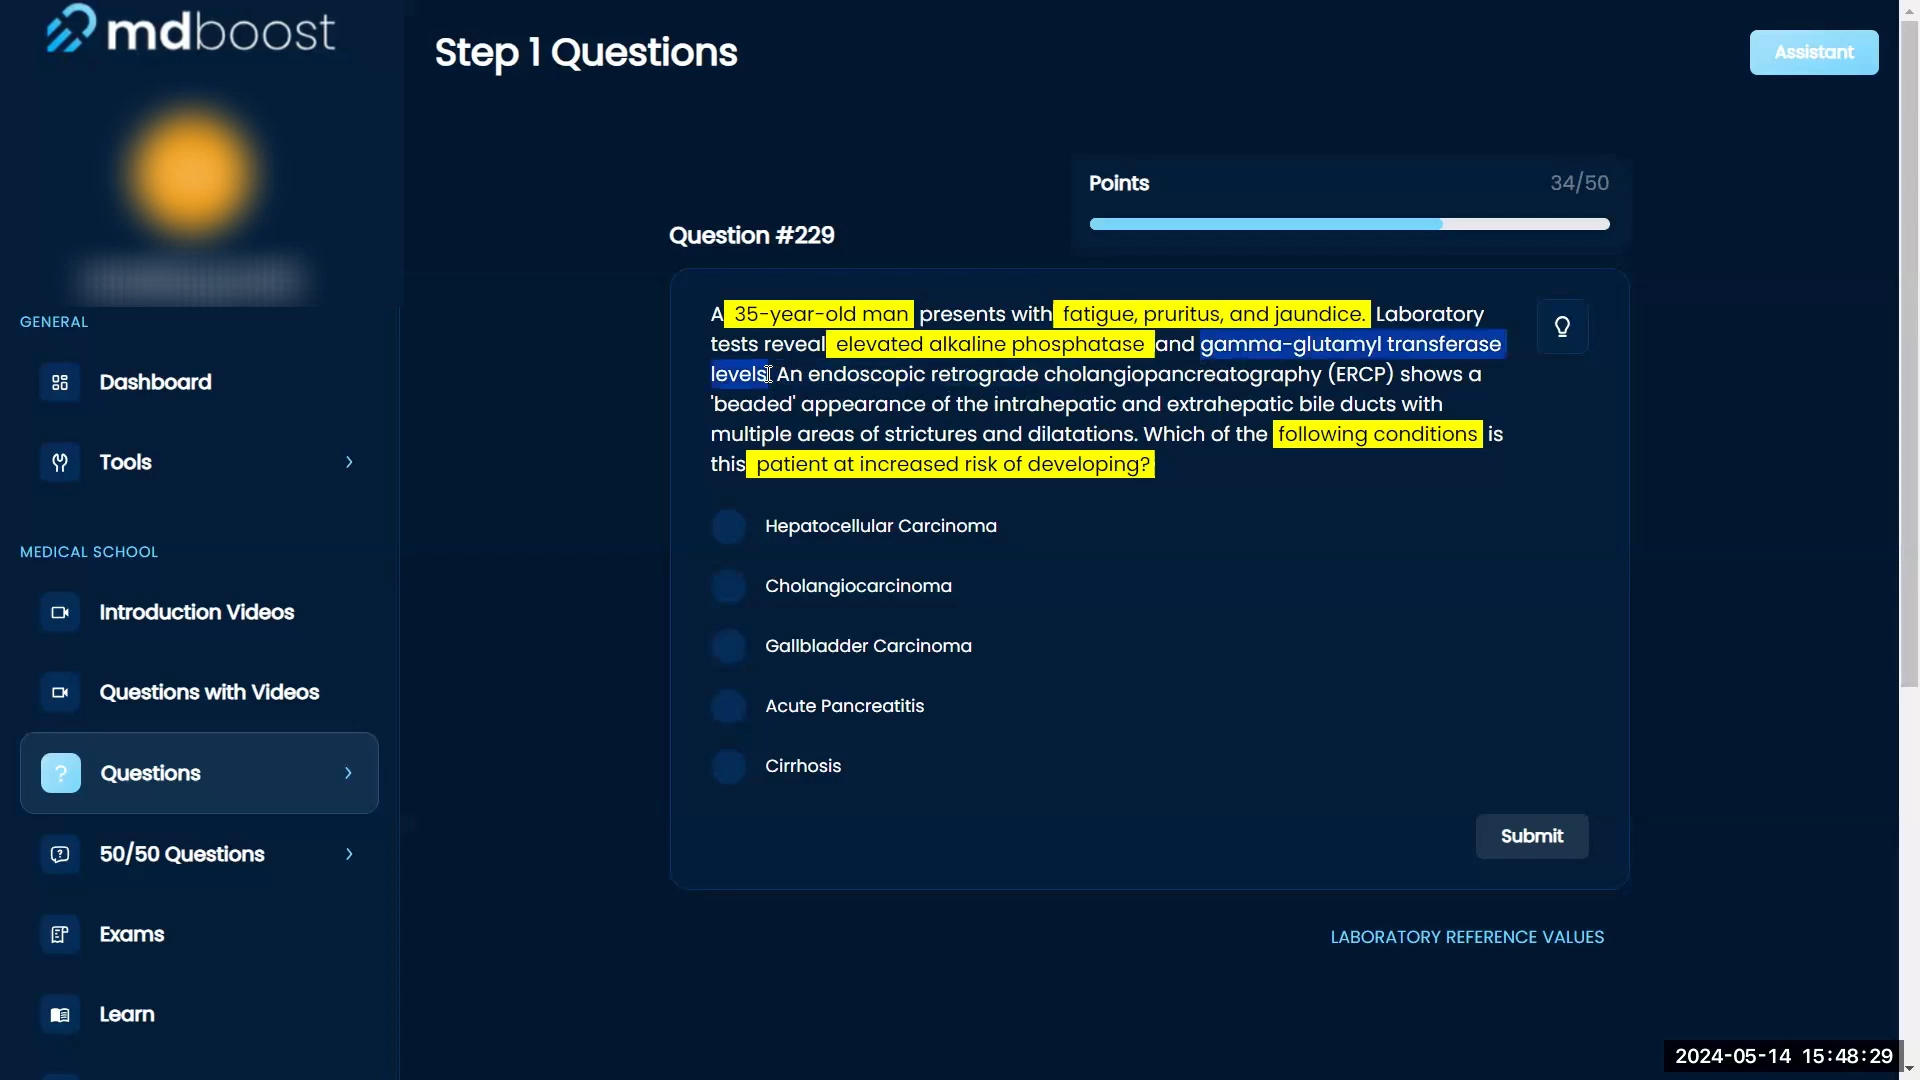 mdboost
Step 1 Questions
Assistant
Points
34/50
Question #229
A 35-year-old man presents with fatigue, pruritus, and jaundice. Laboratory
tests reveal elevated alkaline phosphatase and gamma-glutamyl transferase
levels. An endoscopic retrograde cholangiopancreatography (ERCP) shows a
'beaded' appearance of the intrahepatic and extrahepatic bile ducts with
multiple areas of strictures and dilatations. Which of the following conditions is
this patient at increased risk of developing?
Hepatocellular Carcinoma
Cholangiocarcinoma
Gallbladder Carcinoma
Acute Pancreatitis
Cirrhosis
Submit
LABORATORY REFERENCE VALUES
GENERAL
Dashboard
Tools
MEDICAL SCHOOL
Introduction Videos
Questions with Videos
Questions
50/50 Questions
Exams
Learn
2024-05-14 15:48:29